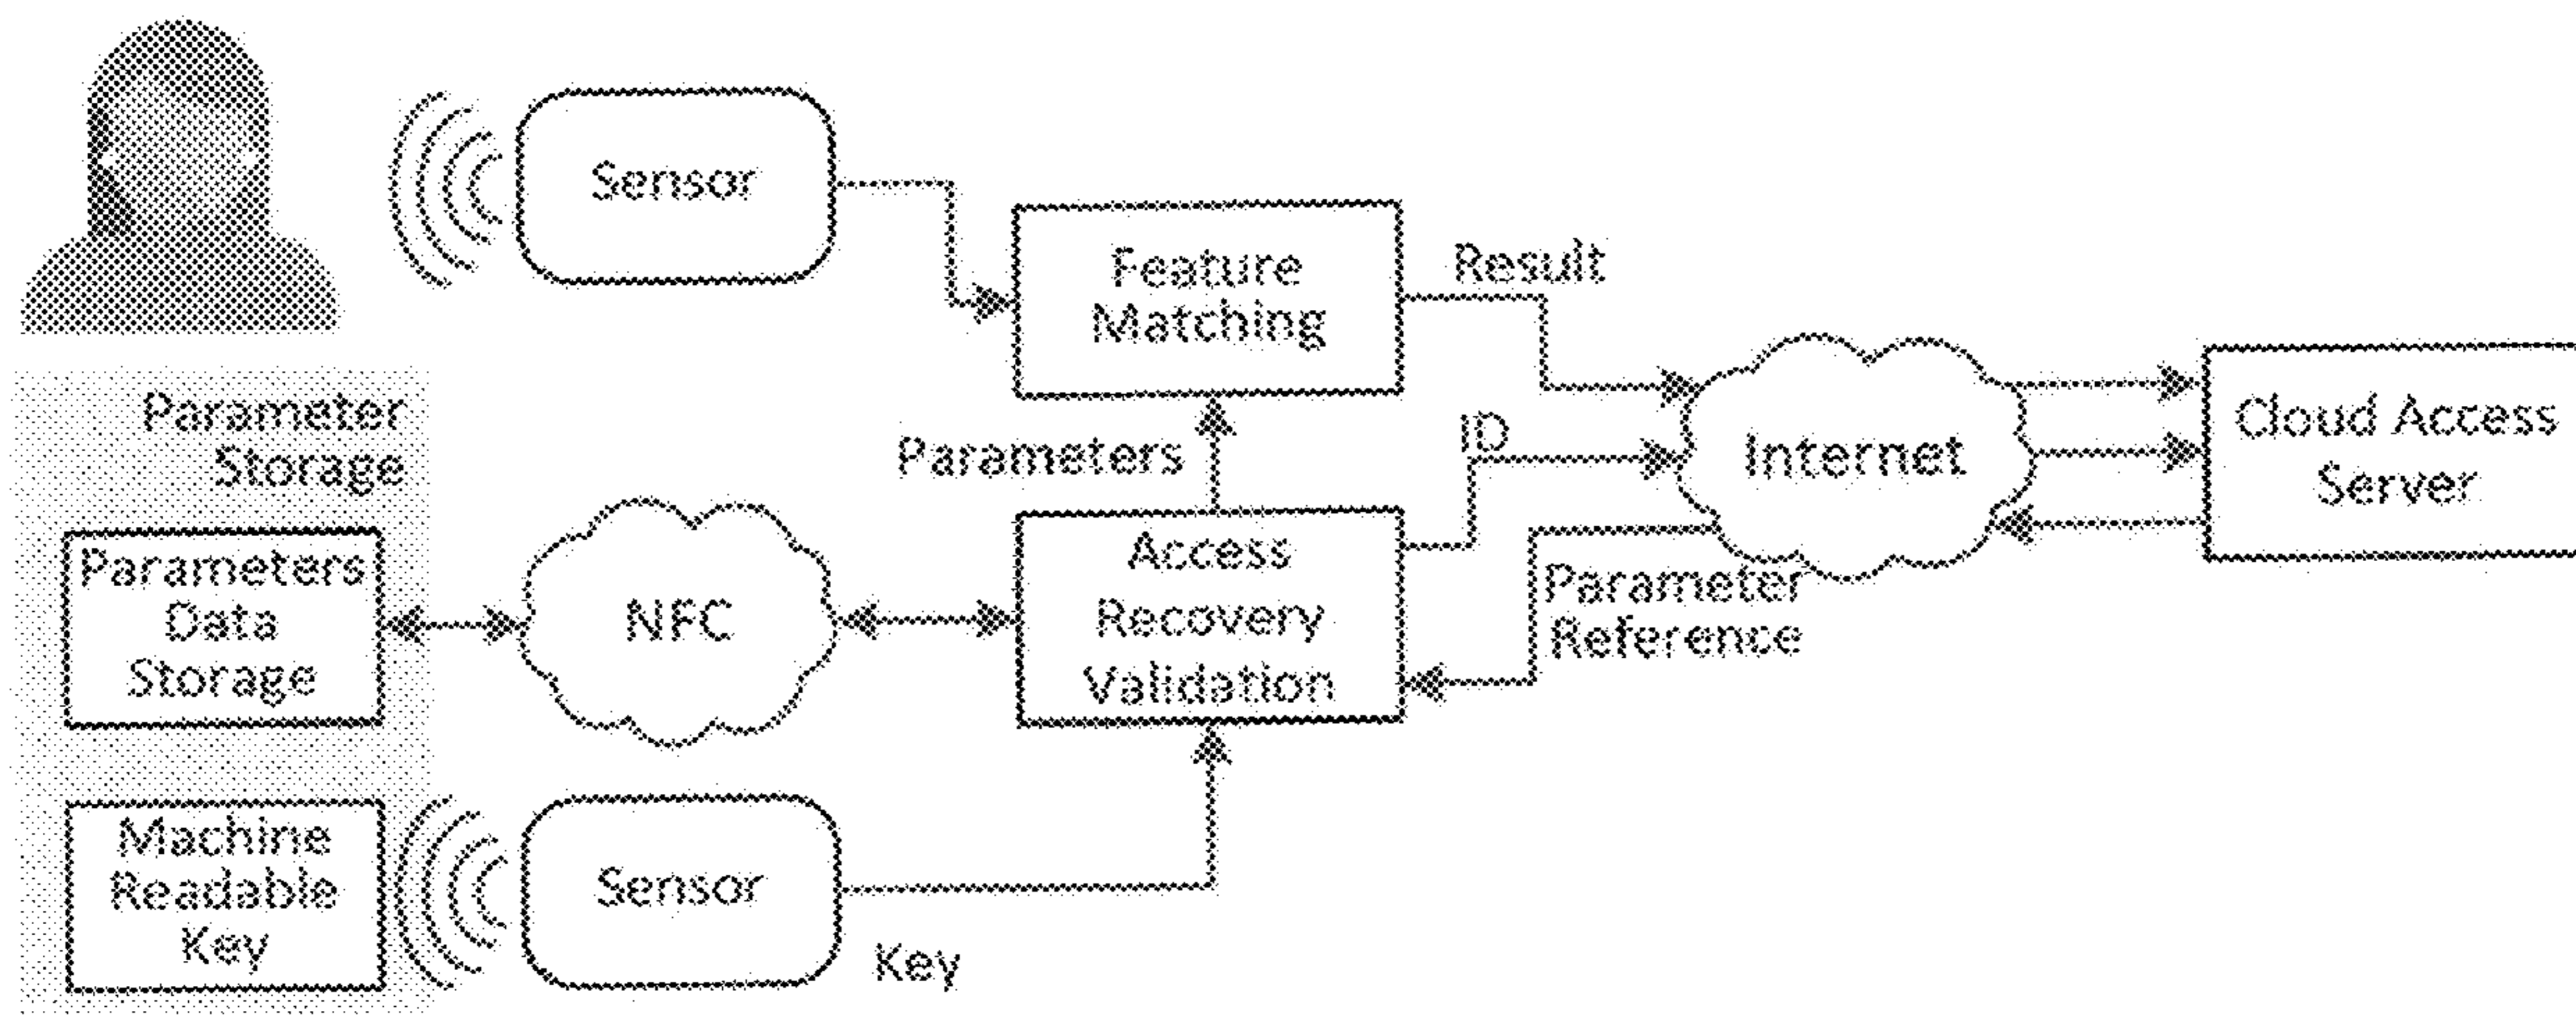 Sensor
Feature
Matching
Result
Parameter
Storage
Parameters
ID
Internet
Cloud Access
Server
Parameters
Data
Storage
NFC
Access
Recovery
Validation
Parameter
Reference
Machine
Readable
Key
Sensor
Key